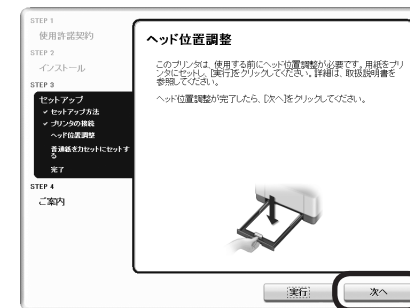 STEP 1
使用許諾契約
STEP 2
インストール
STEP 3
セットアップ
✓ セットアップ方法
✓ プリンタの接続
ヘッド位置調整
普通紙をカセットにセットす
る
完了
STEP 4
ご案内
ヘッド位置調整
このプリンタは、使用する前にヘッド位置調整が必要です。用紙をプリ
ンタにセットし、[実行]をクリックしてください。詳細は、取扱説明書を
参照してください。
ヘッド位置調整が完了したら、[次へ]をクリックしてください。
実行
次へ